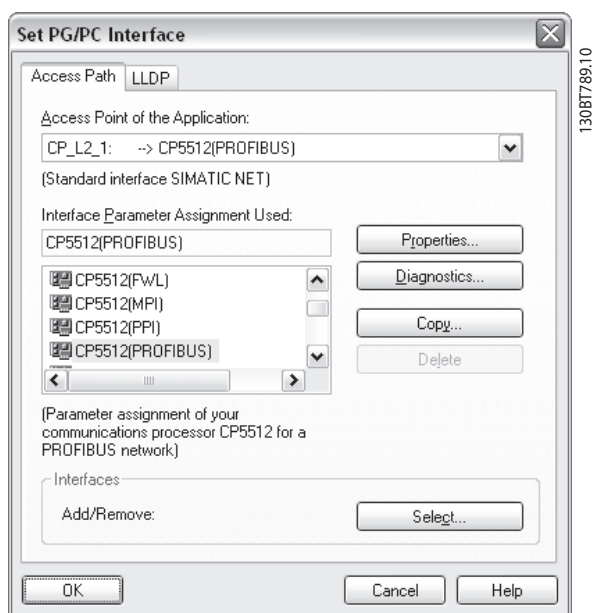 Set PG/PC Interface
Access Path
LLDP
Access Point of the Application:
CP_L2_1: --> CP5512(PROFIBUS)
(Standard interface SIMATIC NET)
Interface Parameter Assignment Used:
CP5512(PROFIBUS)
Properties...
CP5512(FWL)
Diagnostics...
CP5512(MPI)
CP5512(PPI)
Copy...
CP5512(PROFIBUS)
Delete
(Parameter assignment of your
communications processor CP5512 for a
PROFIBUS network)
Interfaces
Add/Remove:
Select...
OK
Cancel
Help
130BT789.10